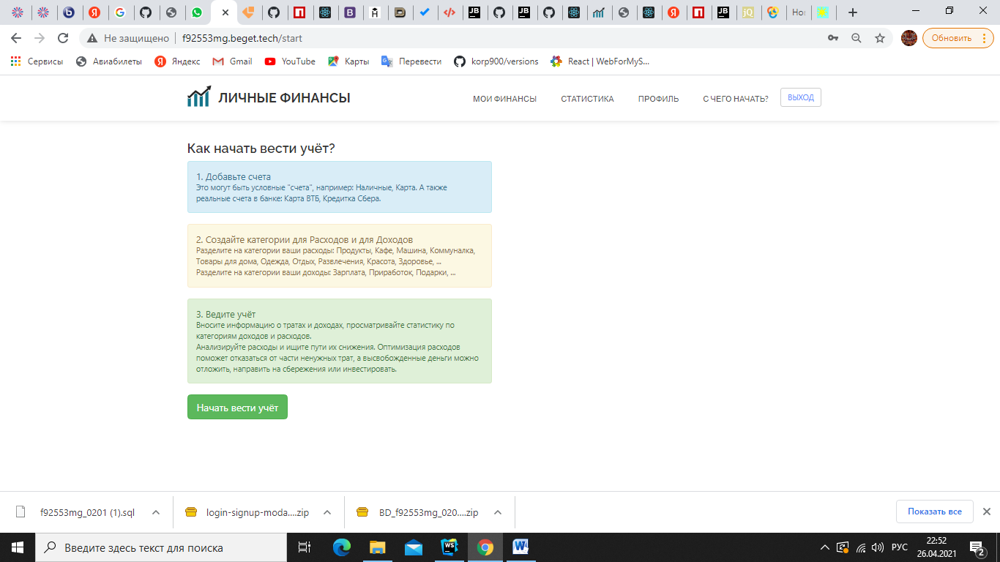 Нов
Не защищено
f92553mg.beget.tech/start
Обновить
Сервисы
Авиабилеты
Яндекс
Gmail
YouTube
Карты
Перевести
korp900/versions
React | WebForMyS...
ЛИЧНЫЕ ФИНАНСЫ
МОИ ФИНАНСЫ
СТАТИСТИКА
ПРОФИЛЬ
С ЧЕГО НАЧАТЬ?
ВЫХОД
Как начать вести учёт?
1. Добавьте счета
Это могут быть условные "счета", например: Наличные, Карта. А также
реальные счета в банке: Карта ВТБ, Кредитка Сбера.
2. Создайте категории для Расходов и для Доходов
Разделите на категории ваши расходы: Продукты, Кафе, Машина, Коммуналка,
Товары для дома, Одежда, Отдых, Развлечения, Красота, Здоровье, ...
Разделите на категории ваши доходы: Зарплата, Приработок, Подарки, ...
3. Ведите учёт
Вносите информацию о тратах и доходах, просматривайте статистику по
категориям доходов и расходов.
Анализируйте расходы и ищите пути их снижения. Оптимизация расходов
поможет отказаться от части ненужных трат, а высвобожденные деньги можно
отложить, направить на сбережения или инвестировать.
Начать вести учёт
f92553mg_0201 (1).sql
login-signup-moda....zip
BD_f92553mg_020....zip
Показать все
Введите здесь текст для поиска
РУС
22:52
26.04.2021
2